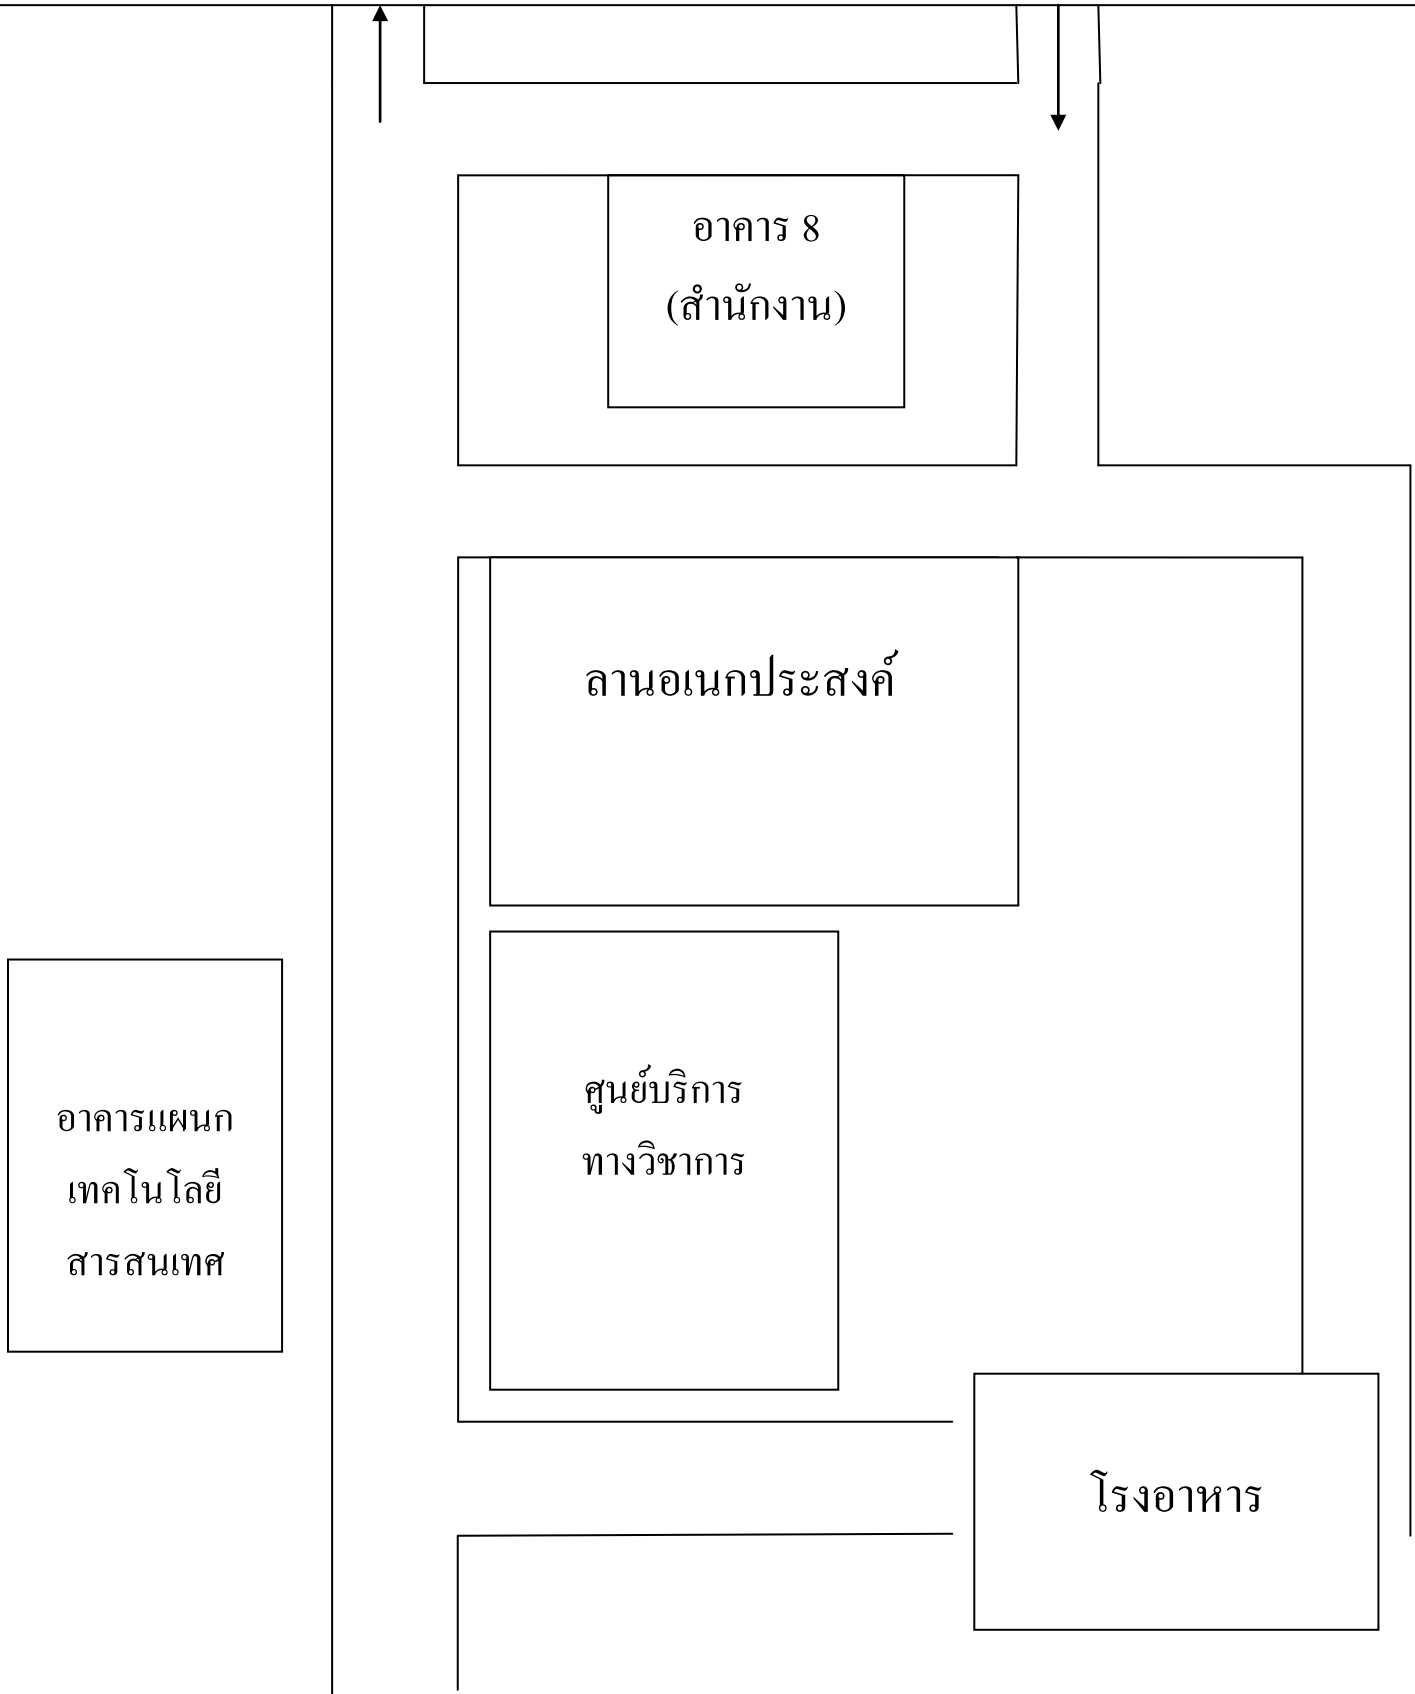 อาคาร 8
(สำนักงาน)
ลานอเนกประสงค์
ศูนย์บริการ
ทางวิชาการ
อาคารแผนก
เทคโนโลยี
สารสนเทศ
โรงอาหาร